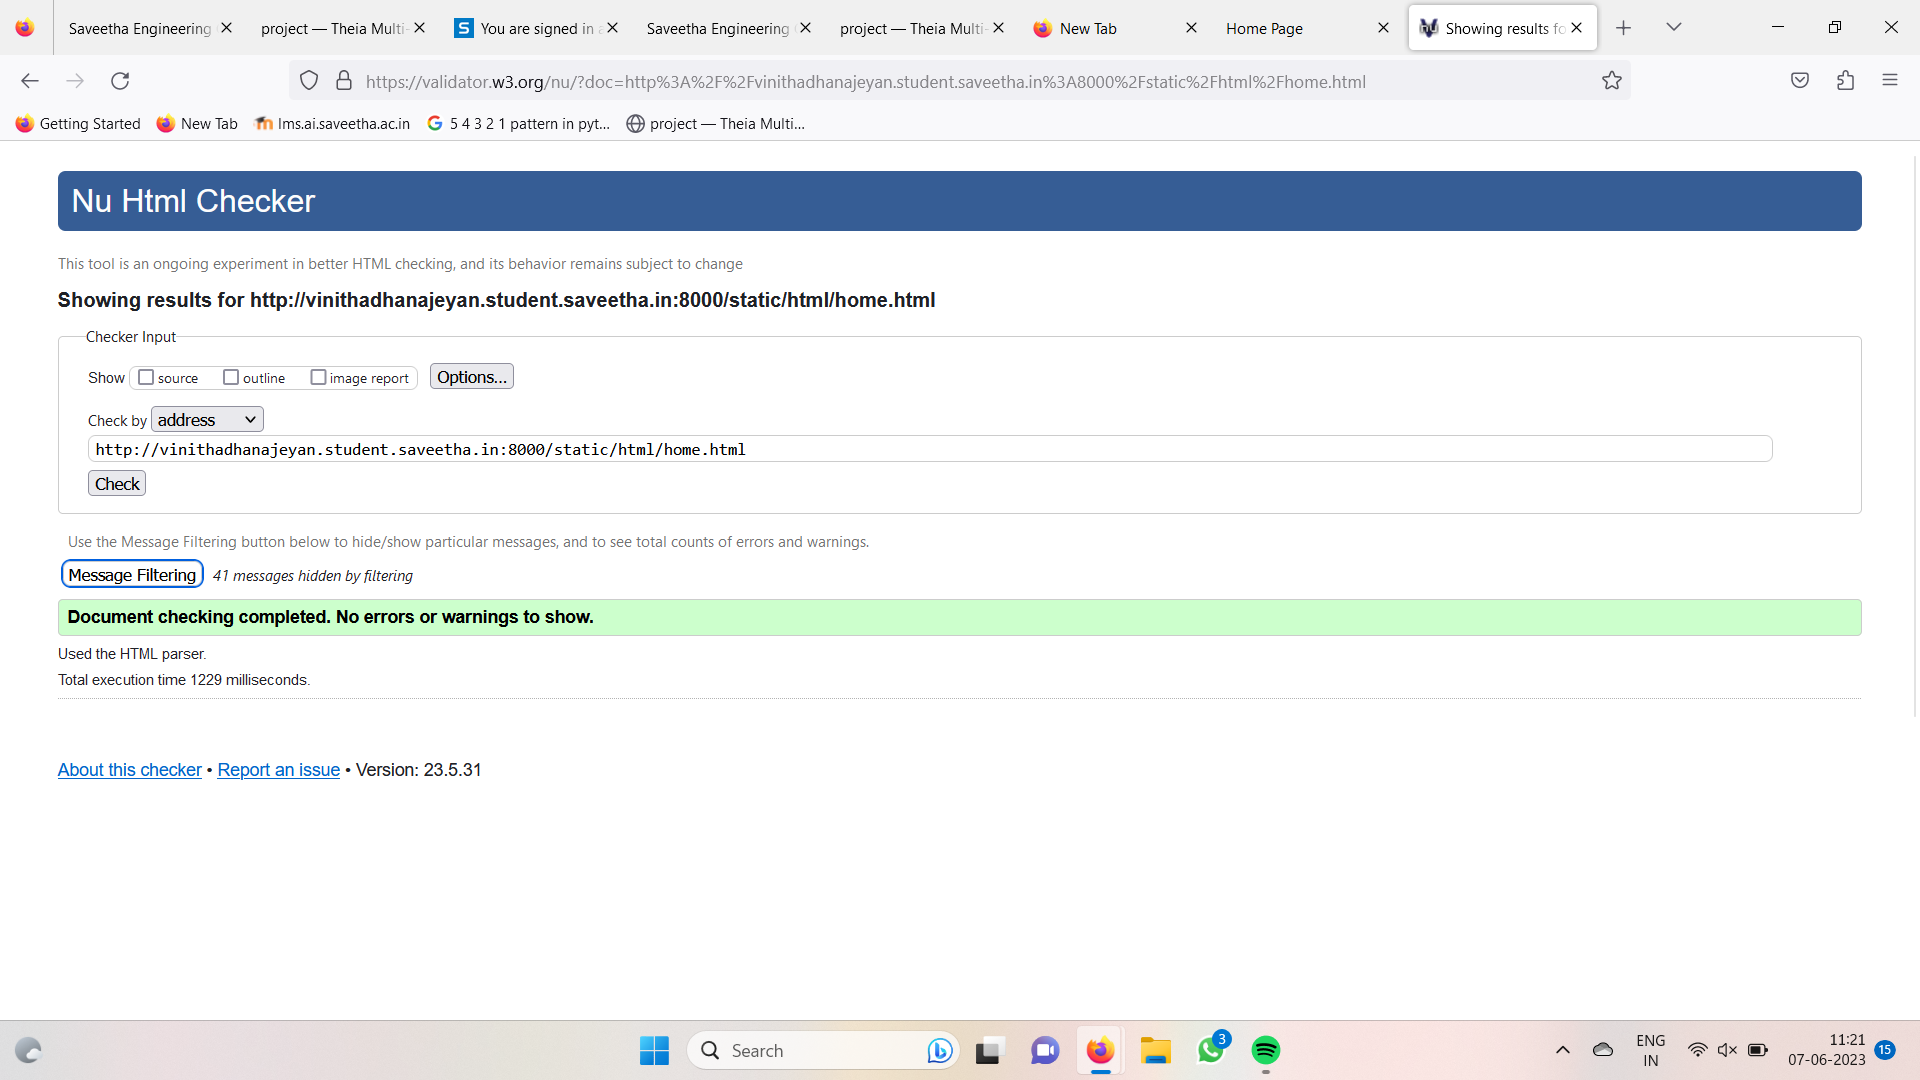 Saveetha Engineering
project — Theia Multi-
You are signed in a
Saveetha Engineering
project — Theia Multi-
New Tab
Home Page
Showing results fo
https://validator.w3.org/nu/?doc=http%3A%2F%2Fvinithadhanajeyan.student.saveetha.in%3A8000%2Fstatic%2Fhtml%2Fhome.html
Getting Started
New Tab
lms.ai.saveetha.ac.in
5 4 3 2 1 pattern in pyt...
project — Theia Multi...
Nu Html Checker
This tool is an ongoing experiment in better HTML checking, and its behavior remains subject to change
Showing results for http://vinithadhanajeyan.student.saveetha.in:8000/static/html/home.html
Checker Input
Show source outline image report Options...
Check by address
http://vinithadhanajeyan.student.saveetha.in:8000/static/html/home.html
Check
Use the Message Filtering button below to hide/show particular messages, and to see total counts of errors and warnings.
Message Filtering 41 messages hidden by filtering
Document checking completed. No errors or warnings to show.
Used the HTML parser.
Total execution time 1229 milliseconds.
About this checker • Report an issue • Version: 23.5.31
Search
3
ENG
IN
11:21
07-06-2023
15